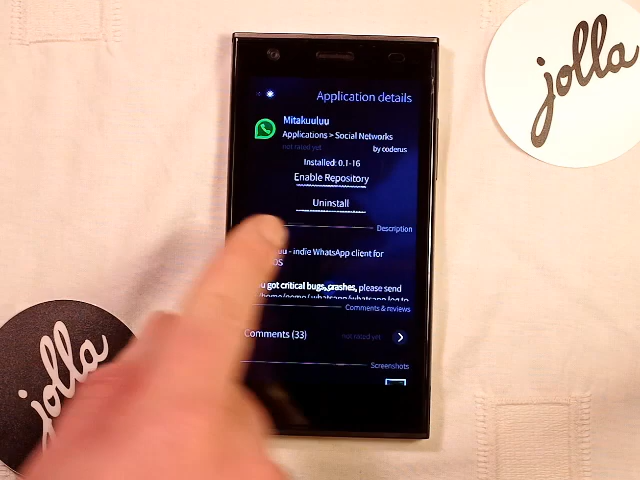 jolla
Application details
Mitakuuluu
Applications > Social Networks
not rated yet
by coderus
Installed: 0.1-16
Enable Repository
Uninstall
Description
- indie WhatsApp client for
got critical bugs, crashes, please send
Comments & reviews
Comments (33)
not rated yet
Screenshots
jolla